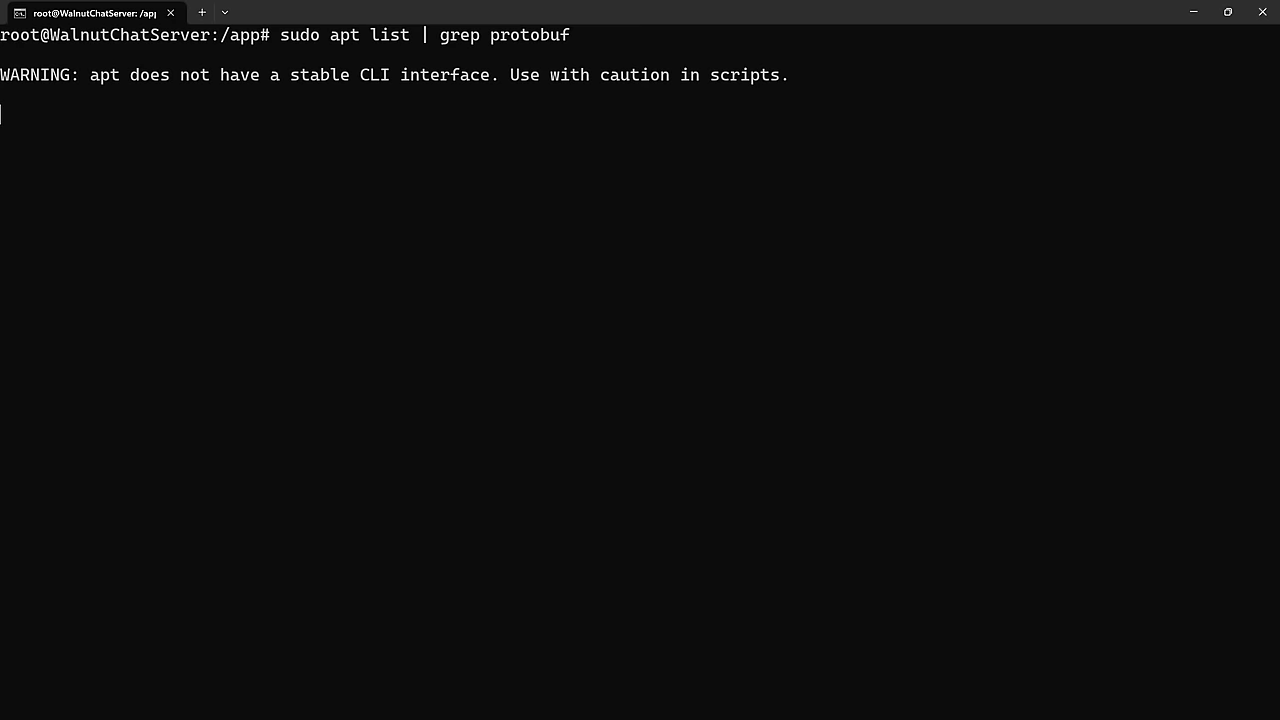 root@WalnutChatServer: /app
root@WalnutChatServer:/app# sudo apt list | grep protobuf
WARNING: apt does not have a stable CLI interface. Use with caution in scripts.